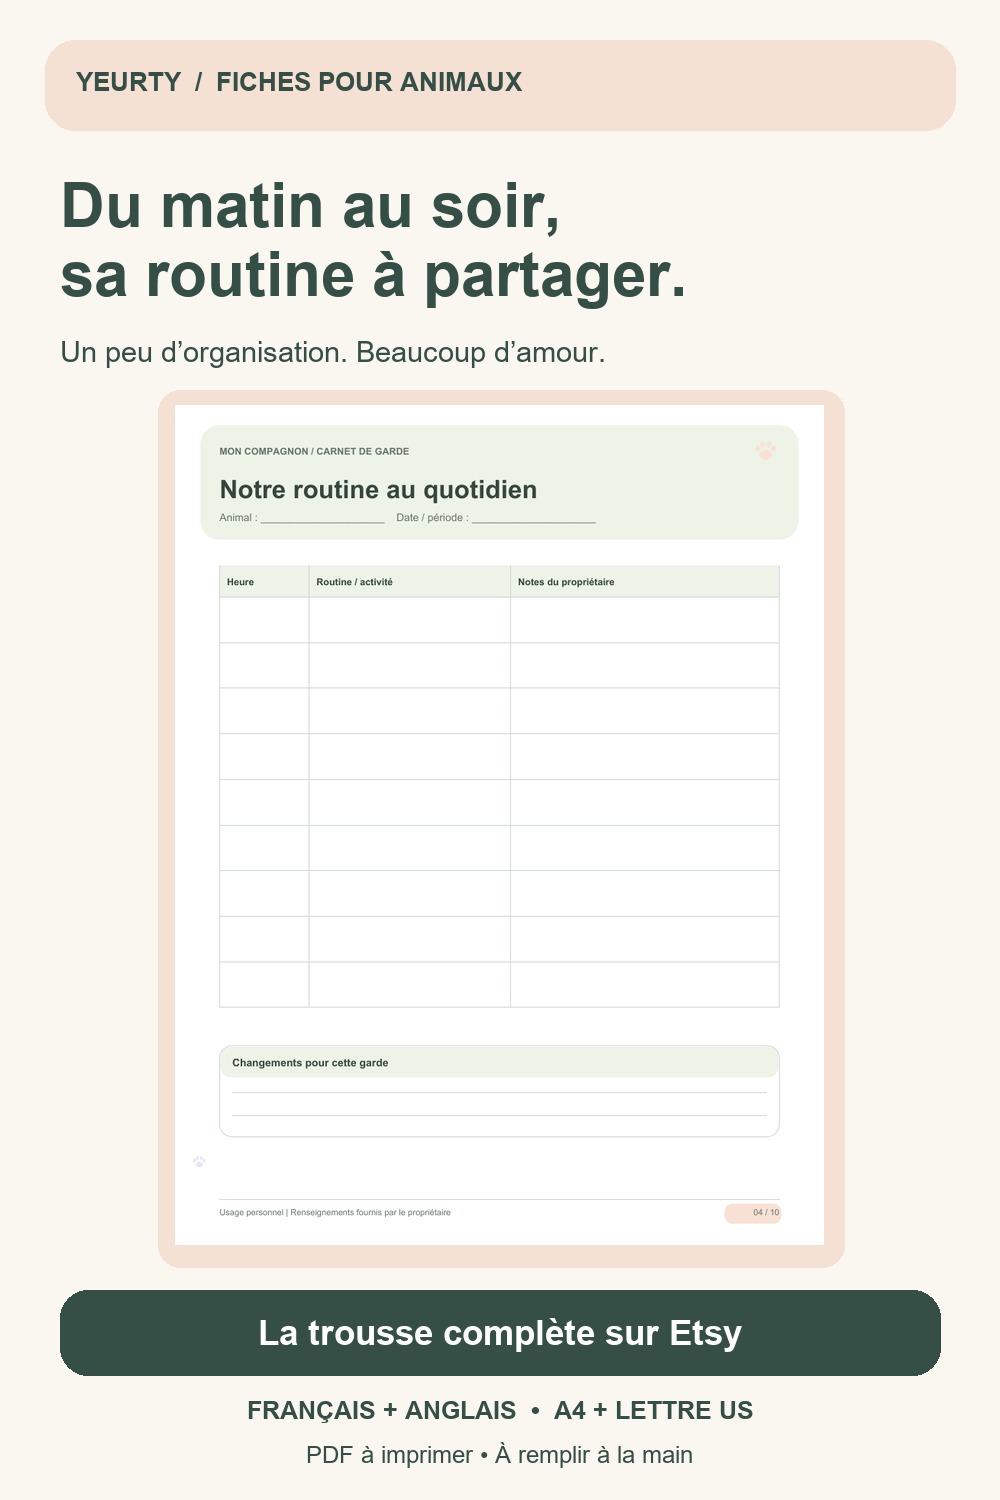 YEURTY / FICHES POUR ANIMAUX
Du matin au soir,
sa routine à partager.
Un peu d’organisation. Beaucoup d’amour.
MON COMPAGNON / CARNET DE GARDE
Notre routine au quotidien
Animal : ____________________ Date / période : ____________________
Heure Routine / activité Notes du propriétaire
Changements pour cette garde
Usage personnel | Renseignements fournis par le propriétaire 04 / 10
La trousse complète sur Etsy
FRANÇAIS + ANGLAIS • A4 + LETTRE US
PDF à imprimer • À remplir à la main